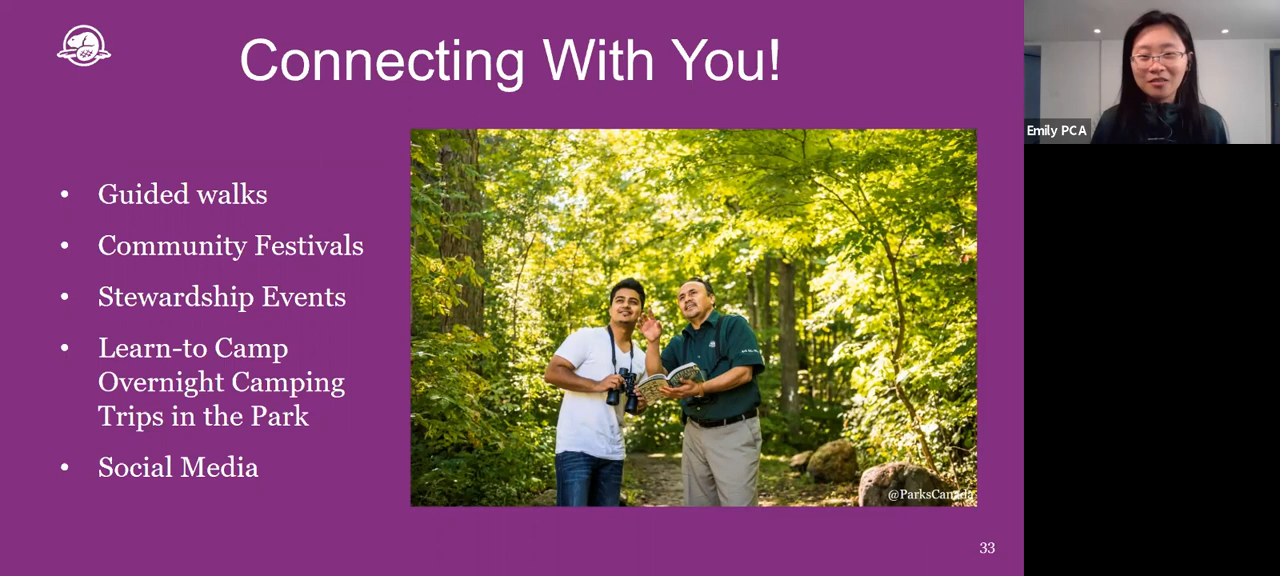 Connecting With You!
Emily PCA
• Guided walks
• Community Festivals
• Stewardship Events
• Learn-to Camp
Overnight Camping
Trips in the Park
• Social Media
@ParksCanada
33